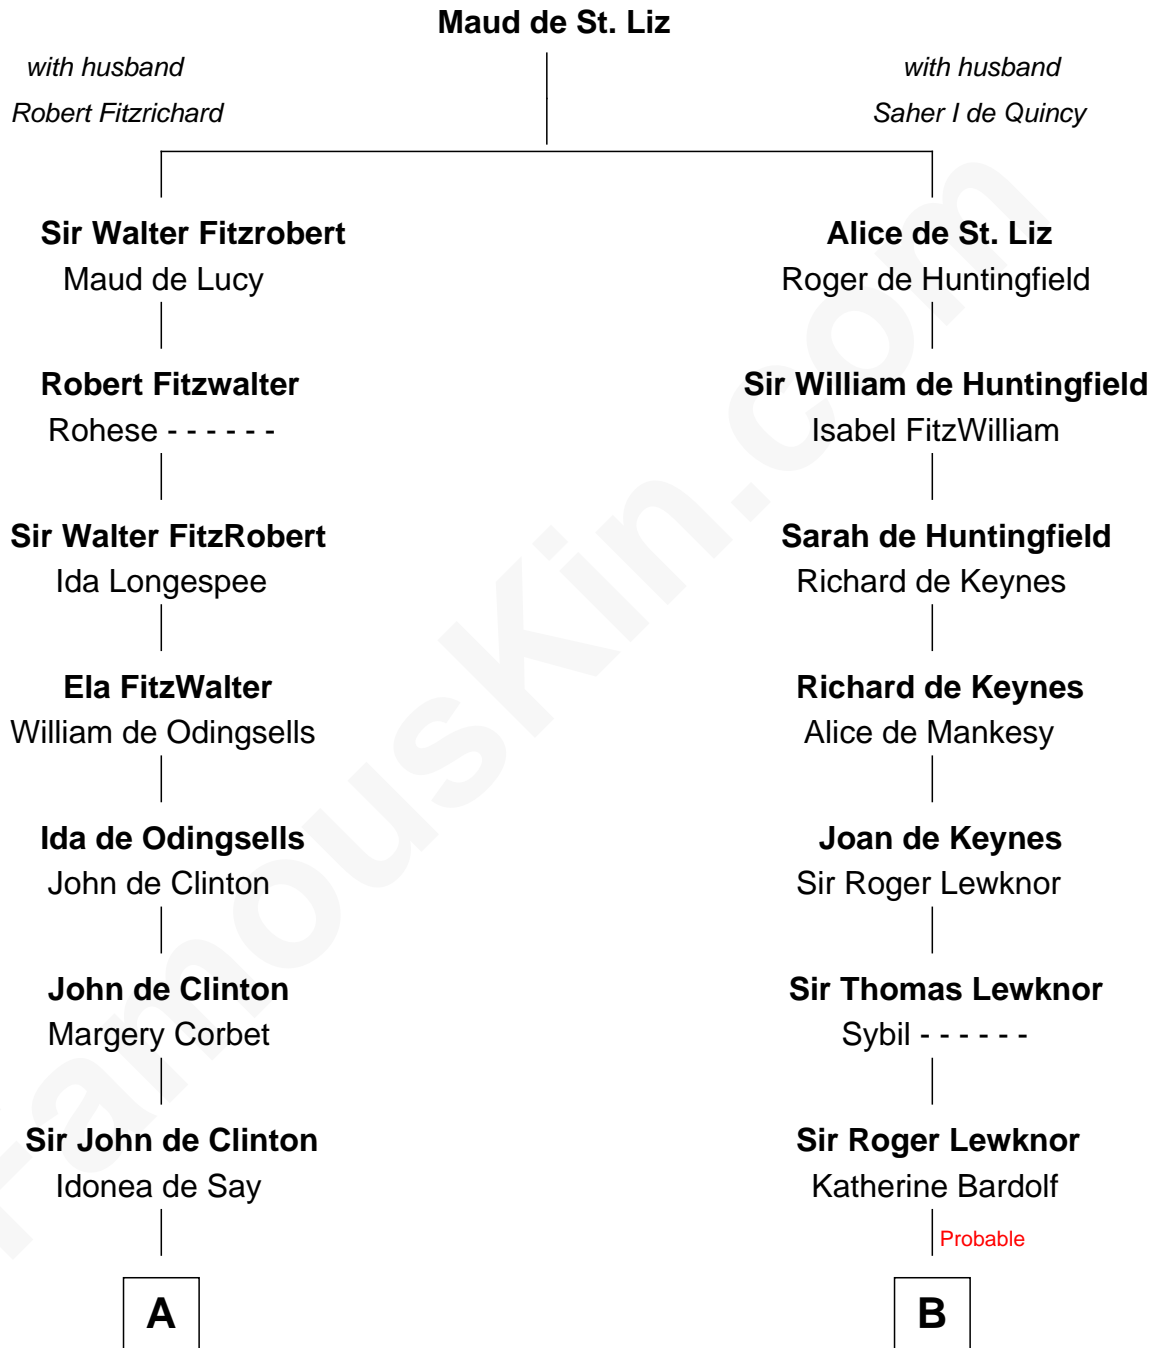 Maud de St. Liz
with husband
Robert Fitzrichard
with husband
Saher I de Quincy
Sir Walter Fitzrobert
Maud de Lucy
Alice de St. Liz
Roger de Huntingfield
Robert Fitzwalter
Rohese - - - - - -
Sir William de Huntingfield
Isabel FitzWilliam
Sir Walter FitzRobert
Ida Longespee
Sarah de Huntingfield
Richard de Keynes
Ela FitzWalter
William de Odingsells
Richard de Keynes
Alice de Mankesy
Ida de Odingsells
John de Clinton
Joan de Keynes
Sir Roger Lewknor
John de Clinton
Margery Corbet
Sir Thomas Lewknor
Sybil - - - - - -
Sir John de Clinton
Idonea de Say
Sir Roger Lewknor
Katherine Bardolf
Probable
A
B
FamousKin.com